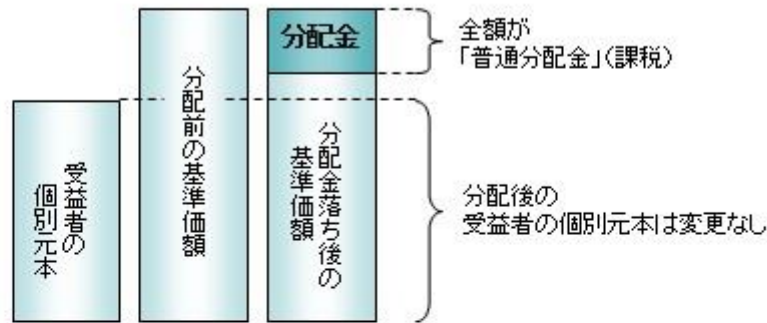 分配金
全額が
「普通分配金」(課税)
分配前の基準価額
受益者の
個別元本
分配金落ち後の
基準価額
分配後の
受益者の個別元本は変更なし